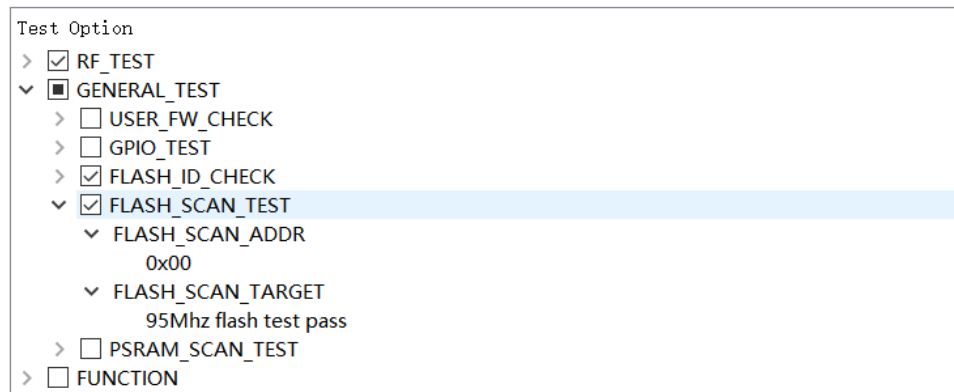 Test Option
RF_TEST
GENERAL_TEST
USER_FW_CHECK
GPIO_TEST
FLASH_ID_CHECK
FLASH_SCAN_TEST
FLASH_SCAN_ADDR
0x00
FLASH_SCAN_TARGET
95Mhz flash test pass
PSRAM_SCAN_TEST
FUNCTION